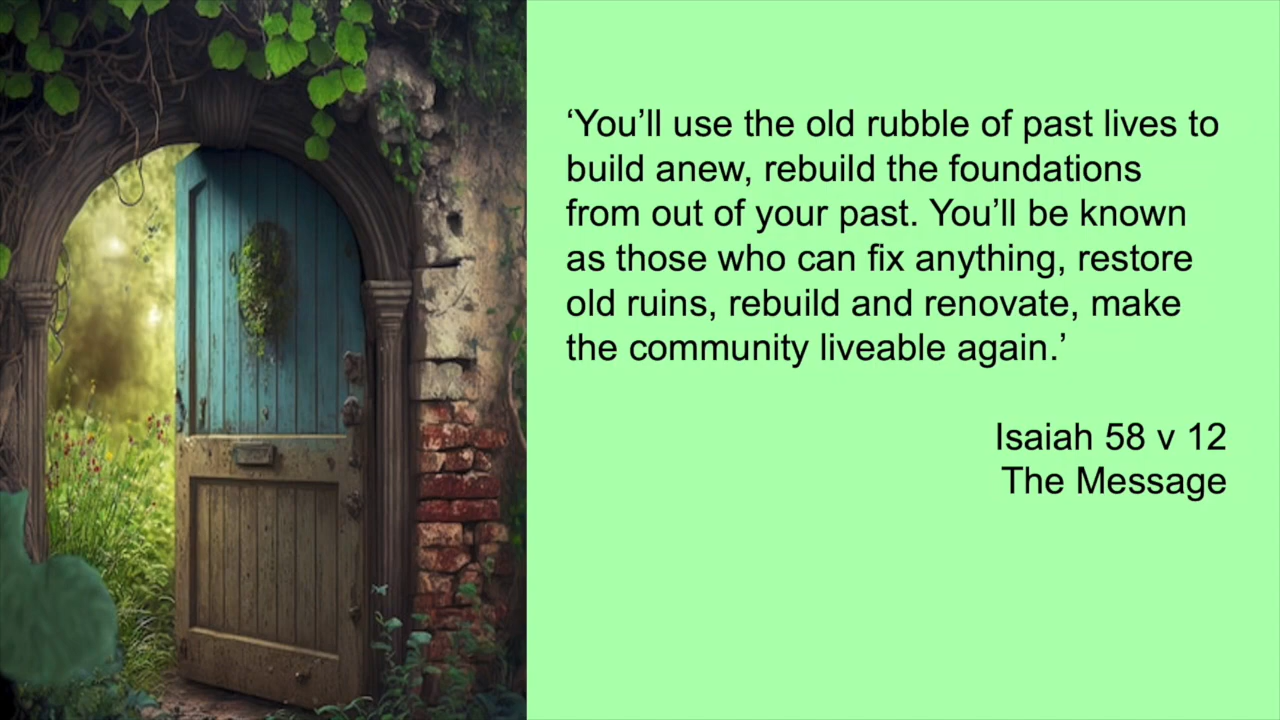 ‘You’ll use the old rubble of past lives to
build anew, rebuild the foundations
from out of your past. You’ll be known
as those who can fix anything, restore
old ruins, rebuild and renovate, make
the community liveable again.’
Isaiah 58 v 12
The Message